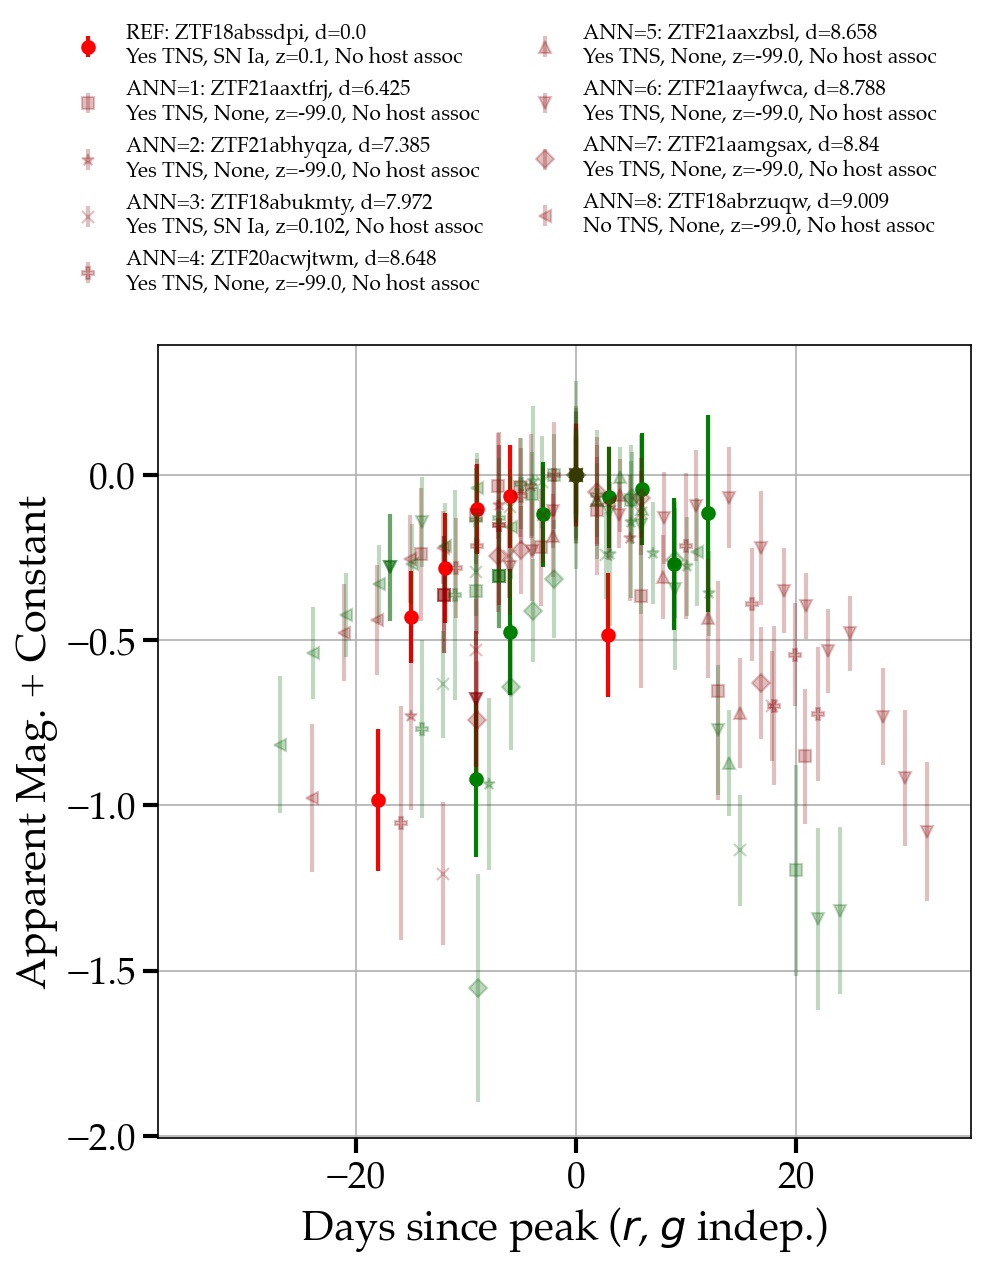 REF: ZTF18abssdpi, d=0.0
Yes TNS, SN Ia, z=0.1, No host assoc
ANN=1: ZTF21aaxtfrj, d=6.425
Yes TNS, None, z=-99.0, No host assoc
ANN=2: ZTF21abhyqza, d=7.385
Yes TNS, None, z=-99.0, No host assoc
ANN=3: ZTF18abukmty, d=7.972
Yes TNS, SN Ia, z=0.102, No host assoc
ANN=4: ZTF20acwjtwm, d=8.648
Yes TNS, None, z=-99.0, No host assoc
ANN=5: ZTF21aaxzbsl, d=8.658
Yes TNS, None, z=-99.0, No host assoc
ANN=6: ZTF21aayfwca, d=8.788
Yes TNS, None, z=-99.0, No host assoc
ANN=7: ZTF21aamgsax, d=8.84
Yes TNS, None, z=-99.0, No host assoc
ANN=8: ZTF18abrzuqw, d=9.009
No TNS, None, z=-99.0, No host assoc
Apparent Mag. + Constant
0.0
−0.5
−1.0
−1.5
−2.0
−20
0
20
Days since peak (r, g indep.)